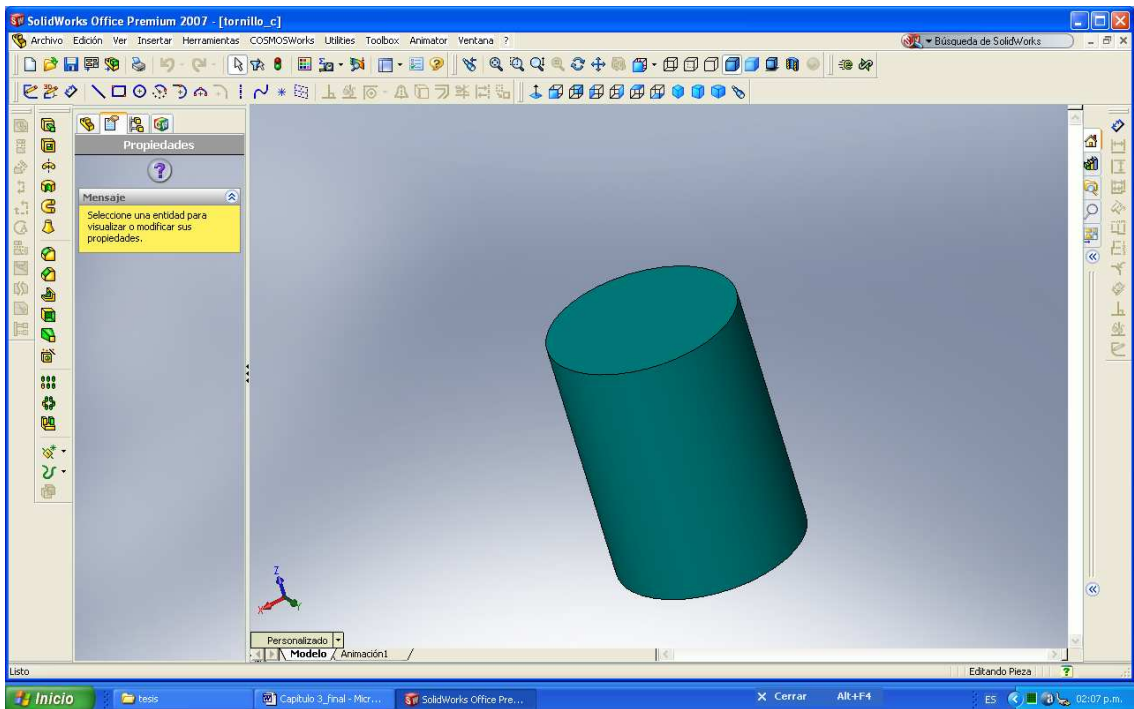 SolidWorks Office Premium 2007 - [tornillo_c]
Archivo Edición Ver Insertar Herramientas COSMOSWorks Utilities Toolbox Animator Ventana ?
Búsqueda de SolidWorks
Propiedades
Mensaje
Seleccione una entidad para
visualizar o modificar sus
propiedades.
Z
X
Y
Personalizado
Modelo Animación1
Listo
Editando Pieza
Inicio
tesis
Capítulo 3_final - Micr...
SolidWorks Office Pre...
X Cerrar Alt+F4
ES
02:07 p.m.